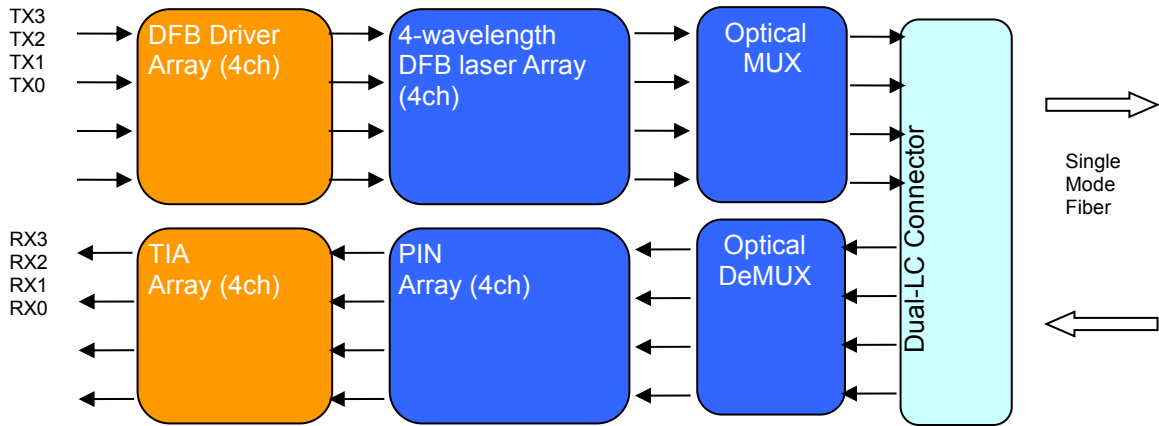 TX3
TX2
TX1
TX0
DFB Driver
Array (4ch)
4-wavelength
DFB laser Array
(4ch)
Optical
MUX
Dual-LC Connector
Single
Mode
Fiber
RX3
RX2
RX1
RX0
TIA
Array (4ch)
PIN
Array (4ch)
Optical
DeMUX